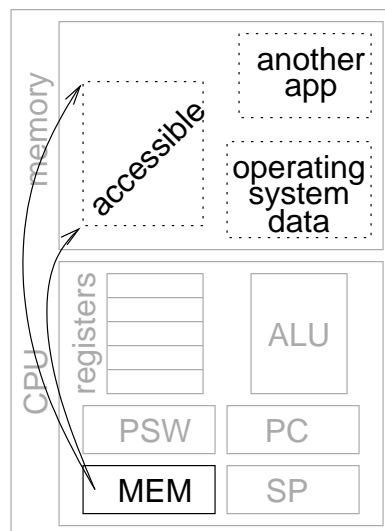 memory
another
app
accessible
operating
system
data
CPU
registers
ALU
PSW
PC
MEM
SP